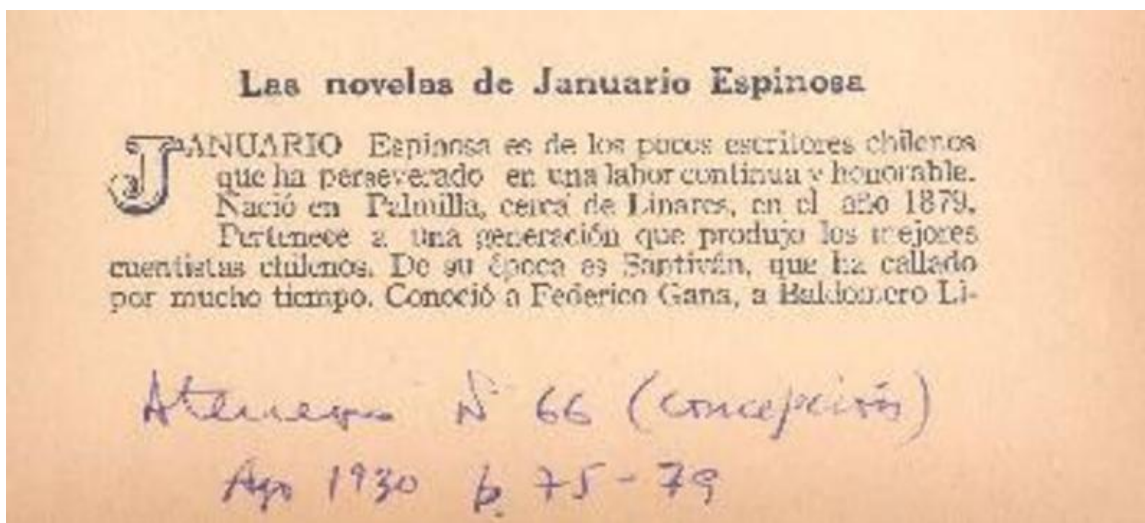 Las novelas de Januario Espinosa
JANUARIO Espinosa es de los pocos escritores chilenos
que ha perseverado en una labor continua y honorable.
Nació en Palmilla, cerca de Linares, en el año 1879.
Pertenece a una generación que produjo los mejores
cuentistas chilenos. De su época es Santiván, que ha callado
por mucho tiempo. Conoció a Federico Gana, a Baldomero Li-
Atenea N° 66 (Concepción)
Ago 1930 p. 75-79